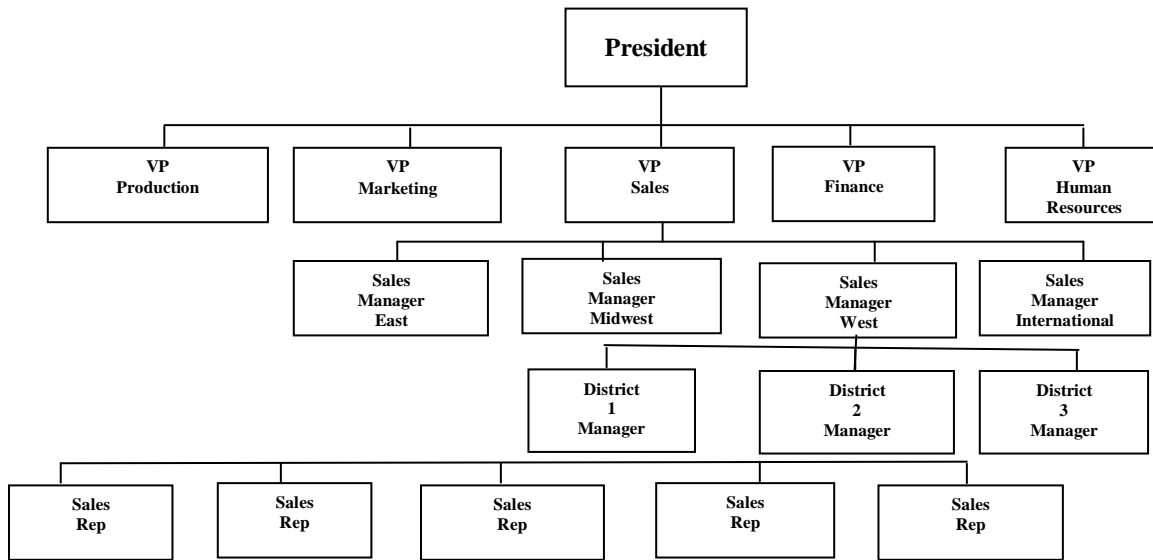 President
VP
Production
VP
Marketing
VP
Sales
VP
Finance
VP
Human
Resources
Sales
Manager
East
Sales
Manager
Midwest
Sales
Manager
West
Sales
Manager
International
District
1
Manager
District
2
Manager
District
3
Manager
Sales
Rep
Sales
Rep
Sales
Rep
Sales
Rep
Sales
Rep